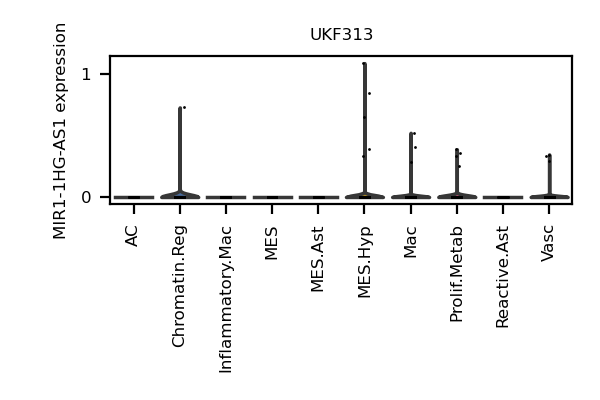 UKF313
MIR1-1HG-AS1 expression
1
0
AC
Chromatin.Reg
Inflammatory.Mac
MES
MES.Ast
MES.Hyp
Mac
Prolif.Metab
Reactive.Ast
Vasc